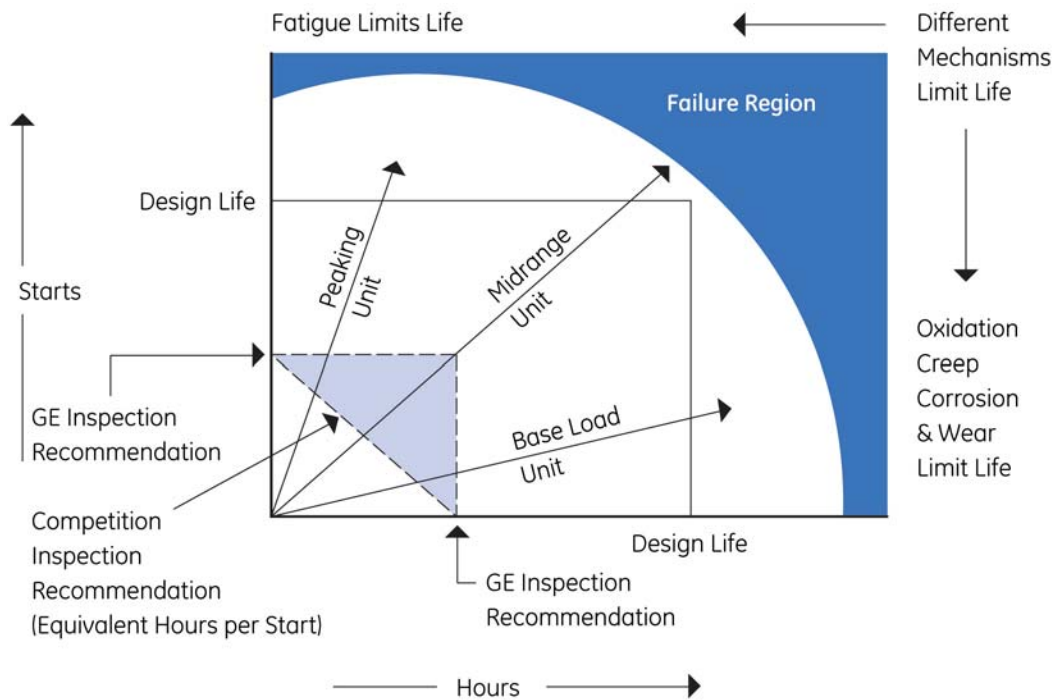 Fatigue Limits Life
Different
Mechanisms
Limit Life
Failure Region
Design Life
Peaking
Unit
Midrange
Unit
Starts
Oxidation
Creep
Corrosion
& Wear
Limit Life
GE Inspection
Recommendation
Base Load
Unit
Competition
Inspection
Recommendation
(Equivalent Hours per Start)
Design Life
GE Inspection
Recommendation
Hours